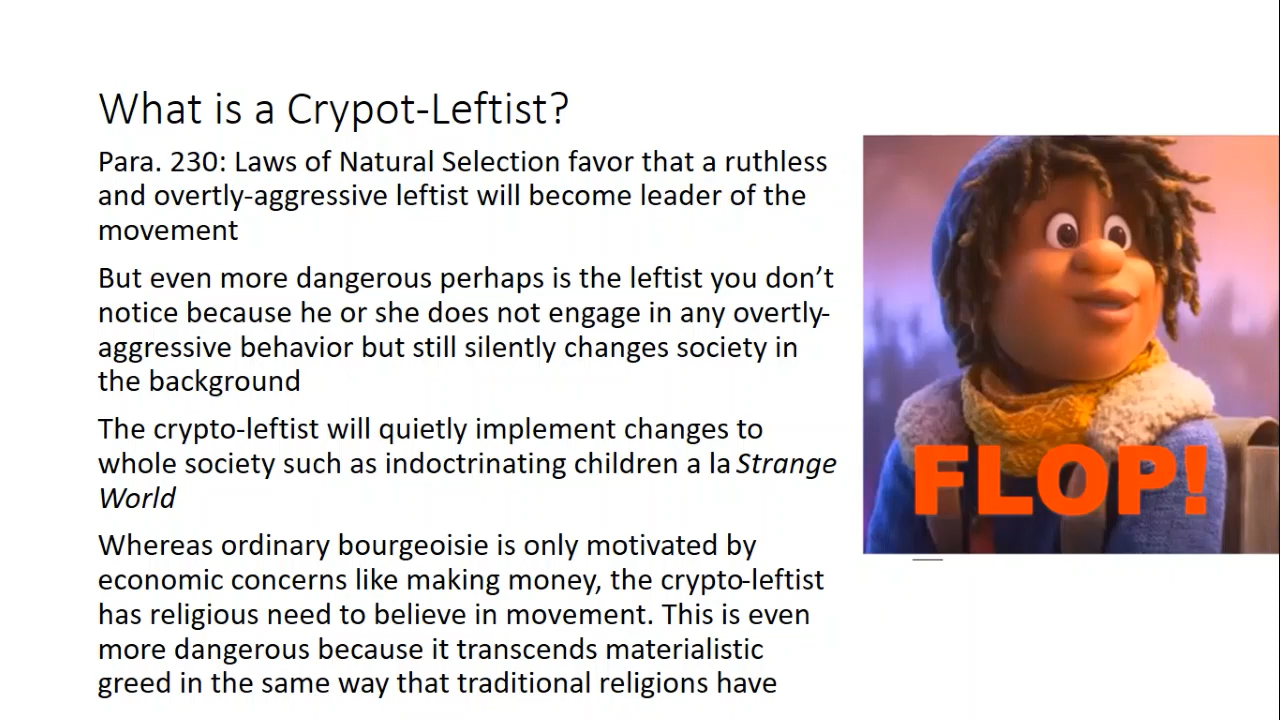 What is a Crypot-Leftist?
Para. 230: Laws of Natural Selection favor that a ruthless
and overtly-aggressive leftist will become leader of the
movement
But even more dangerous perhaps is the leftist you don’t
notice because he or she does not engage in any overtly-
aggressive behavior but still silently changes society in
the background
The crypto-leftist will quietly implement changes to
whole society such as indoctrinating children a la Strange
World
Whereas ordinary bourgeoisie is only motivated by
economic concerns like making money, the crypto-leftist
has religious need to believe in movement. This is even
more dangerous because it transcends materialistic
greed in the same way that traditional religions have
FLOP!